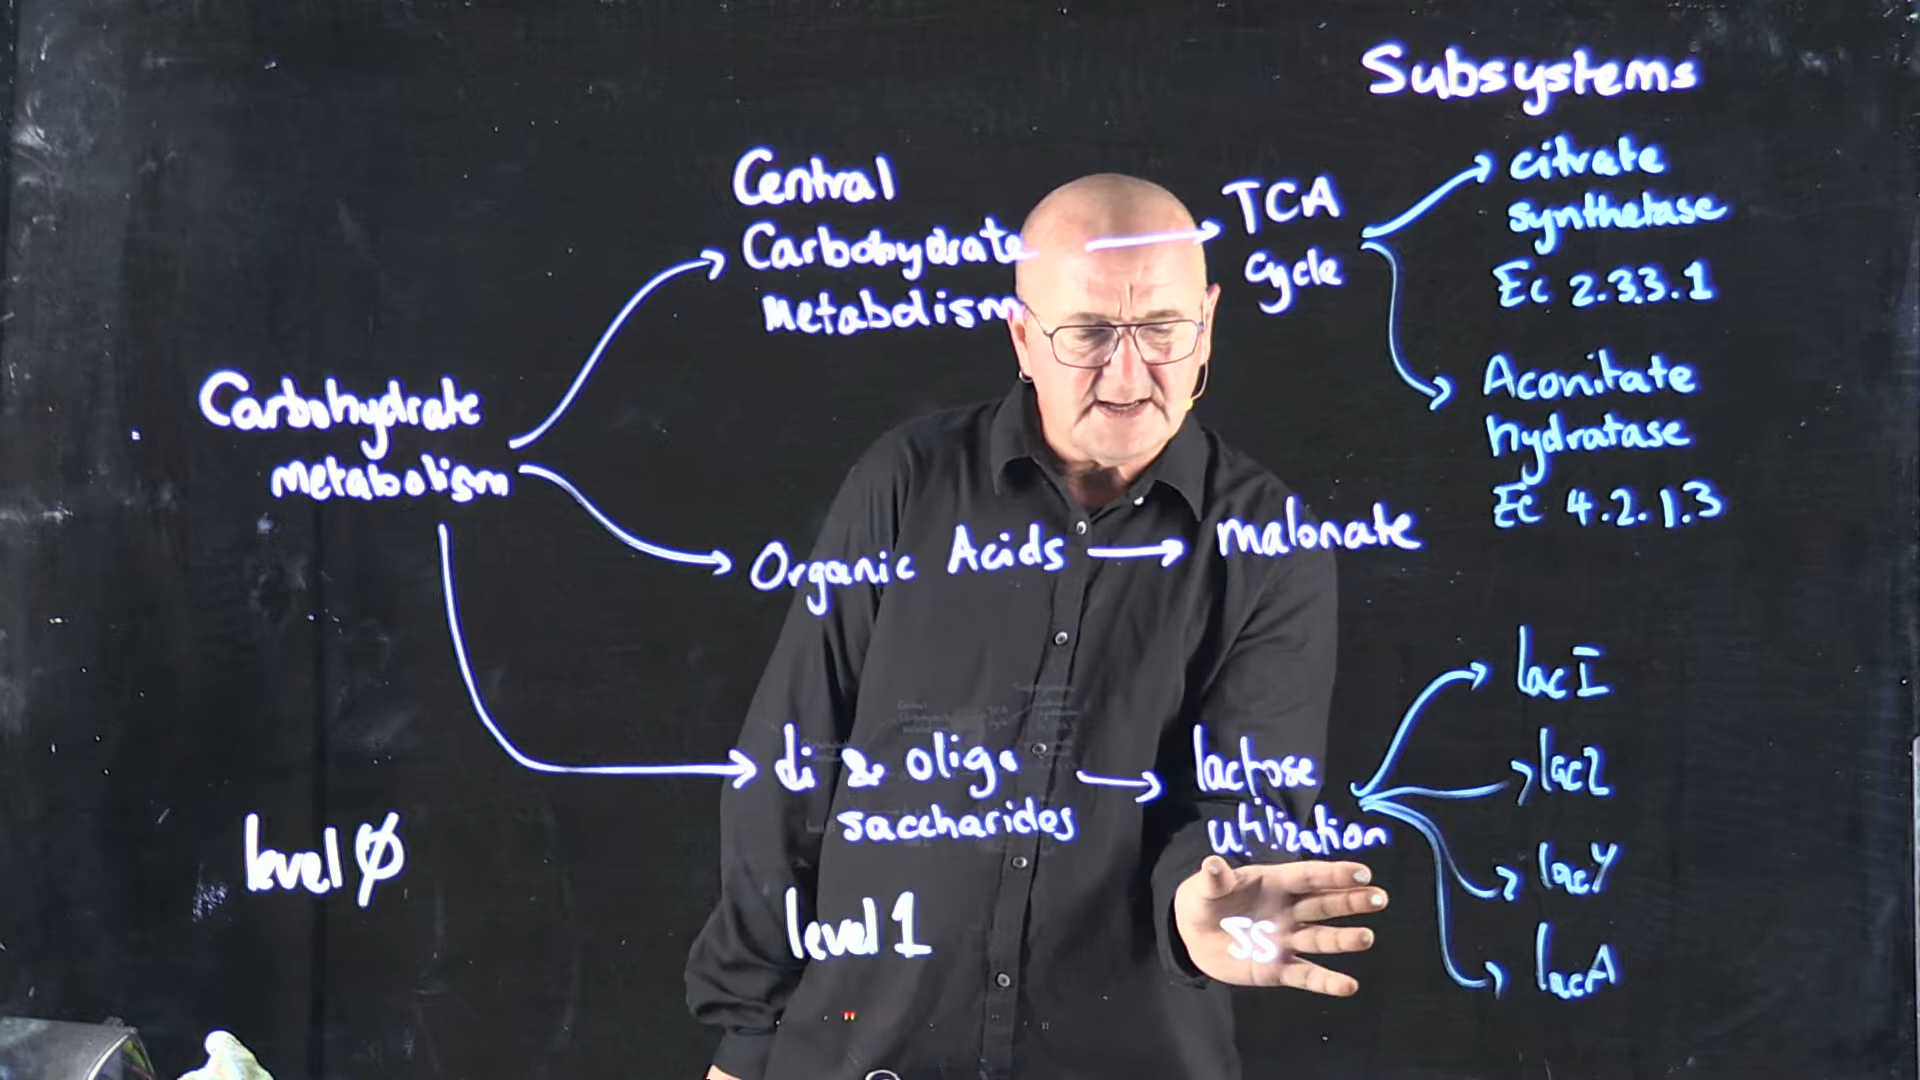 Subsystems
Central
Carbohydrate
Metabolism
TCA
Cycle
citrate
synthetase
Ec 2.3.3.1
Aconitate
hydratase
Ec 4.2.1.3
Carbohydrate
metabolism
Organic Acids
malonate
di & oligo
saccharides
lactose
utilization
lacI
lacZ
lacY
lacA
level 0
level 1
SS